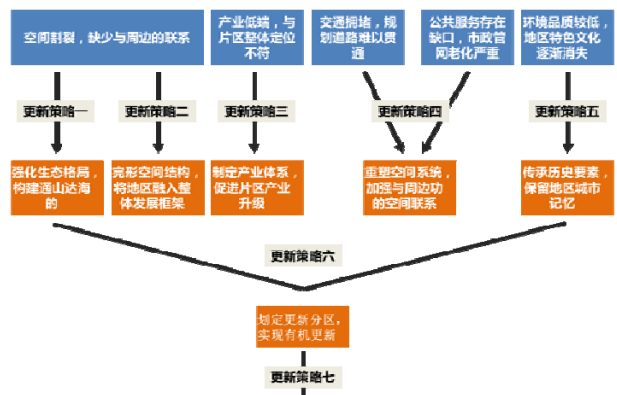 空间割裂，缺少与周边的联系
产业低端，与
片区整体定位
不符
交通拥堵，规
划道路难以贯
通
公共服务存在
缺口，市政管
网老化严重
环境品质较低，
地区特色文化
逐渐消失
更新策略一
更新策略二
更新策略三
更新策略四
更新策略五
强化生态格局，
构建通山达海
的
完形空间结构，
将地区融入整
体发展框架
制定产业体系，
促进片区产业
升级
重塑空间系统，
加强与周边功
的空间联系
传承历史要素，
保留地区城市
记忆
更新策略六
划定更新分区，
实现有机更新
更新策略七